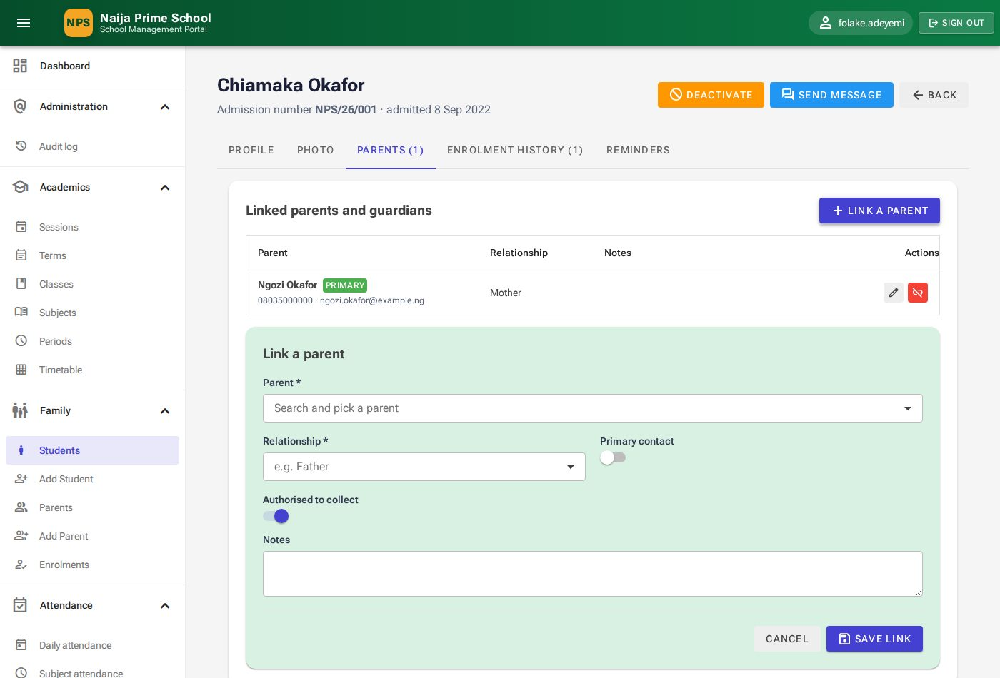 NPS
Naija Prime School
School Management Portal
folake.adeyemi
SIGN OUT
Dashboard
Administration
Audit log
Academics
Sessions
Terms
Classes
Subjects
Periods
Timetable
Family
Students
Add Student
Parents
Add Parent
Enrolments
Attendance
Daily attendance
Subject attendance
Chiamaka Okafor
Admission number NPS/26/001 · admitted 8 Sep 2022
DEACTIVATE
SEND MESSAGE
BACK
PROFILE
PHOTO
PARENTS (1)
ENROLMENT HISTORY (1)
REMINDERS
Linked parents and guardians
LINK A PARENT
Parent
Relationship
Notes
Actions
Ngozi Okafor PRIMARY
08035000000 · ngozi.okafor@example.ng
Mother
Link a parent
Parent *
Search and pick a parent
Relationship *
e.g. Father
Primary contact
Authorised to collect
Notes
CANCEL
SAVE LINK